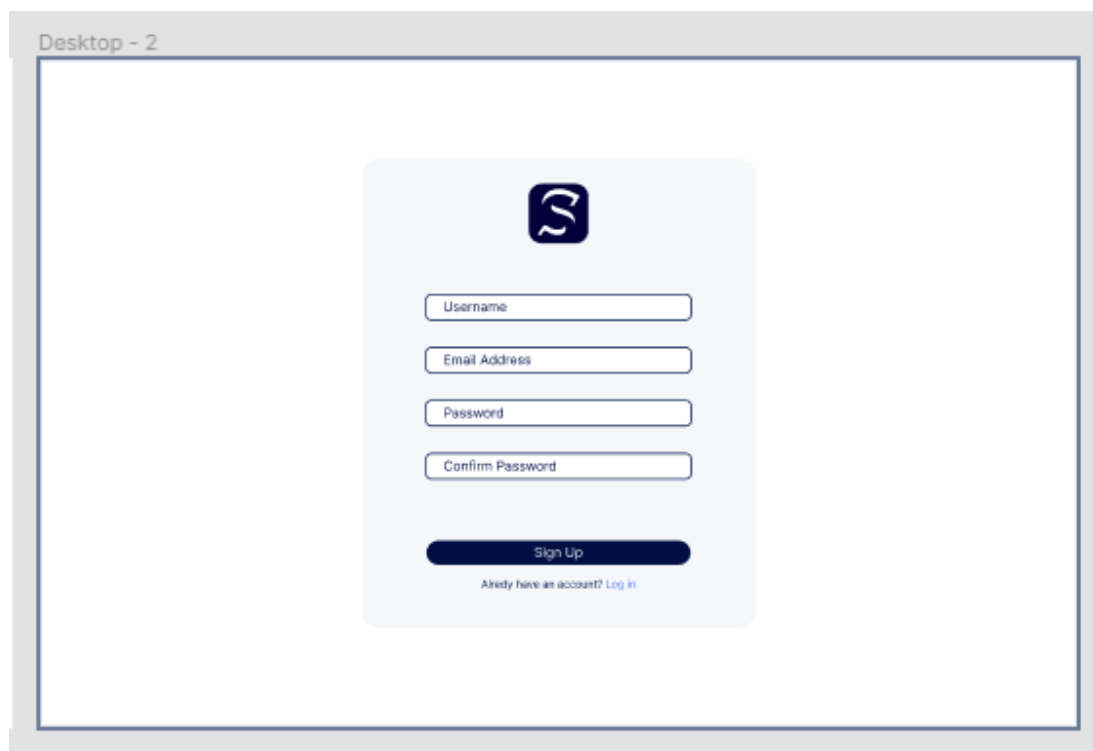 Desktop - 2
S
Username
Email Address
Password
Confirm Password
Sign Up
Alredy have an account? Log in